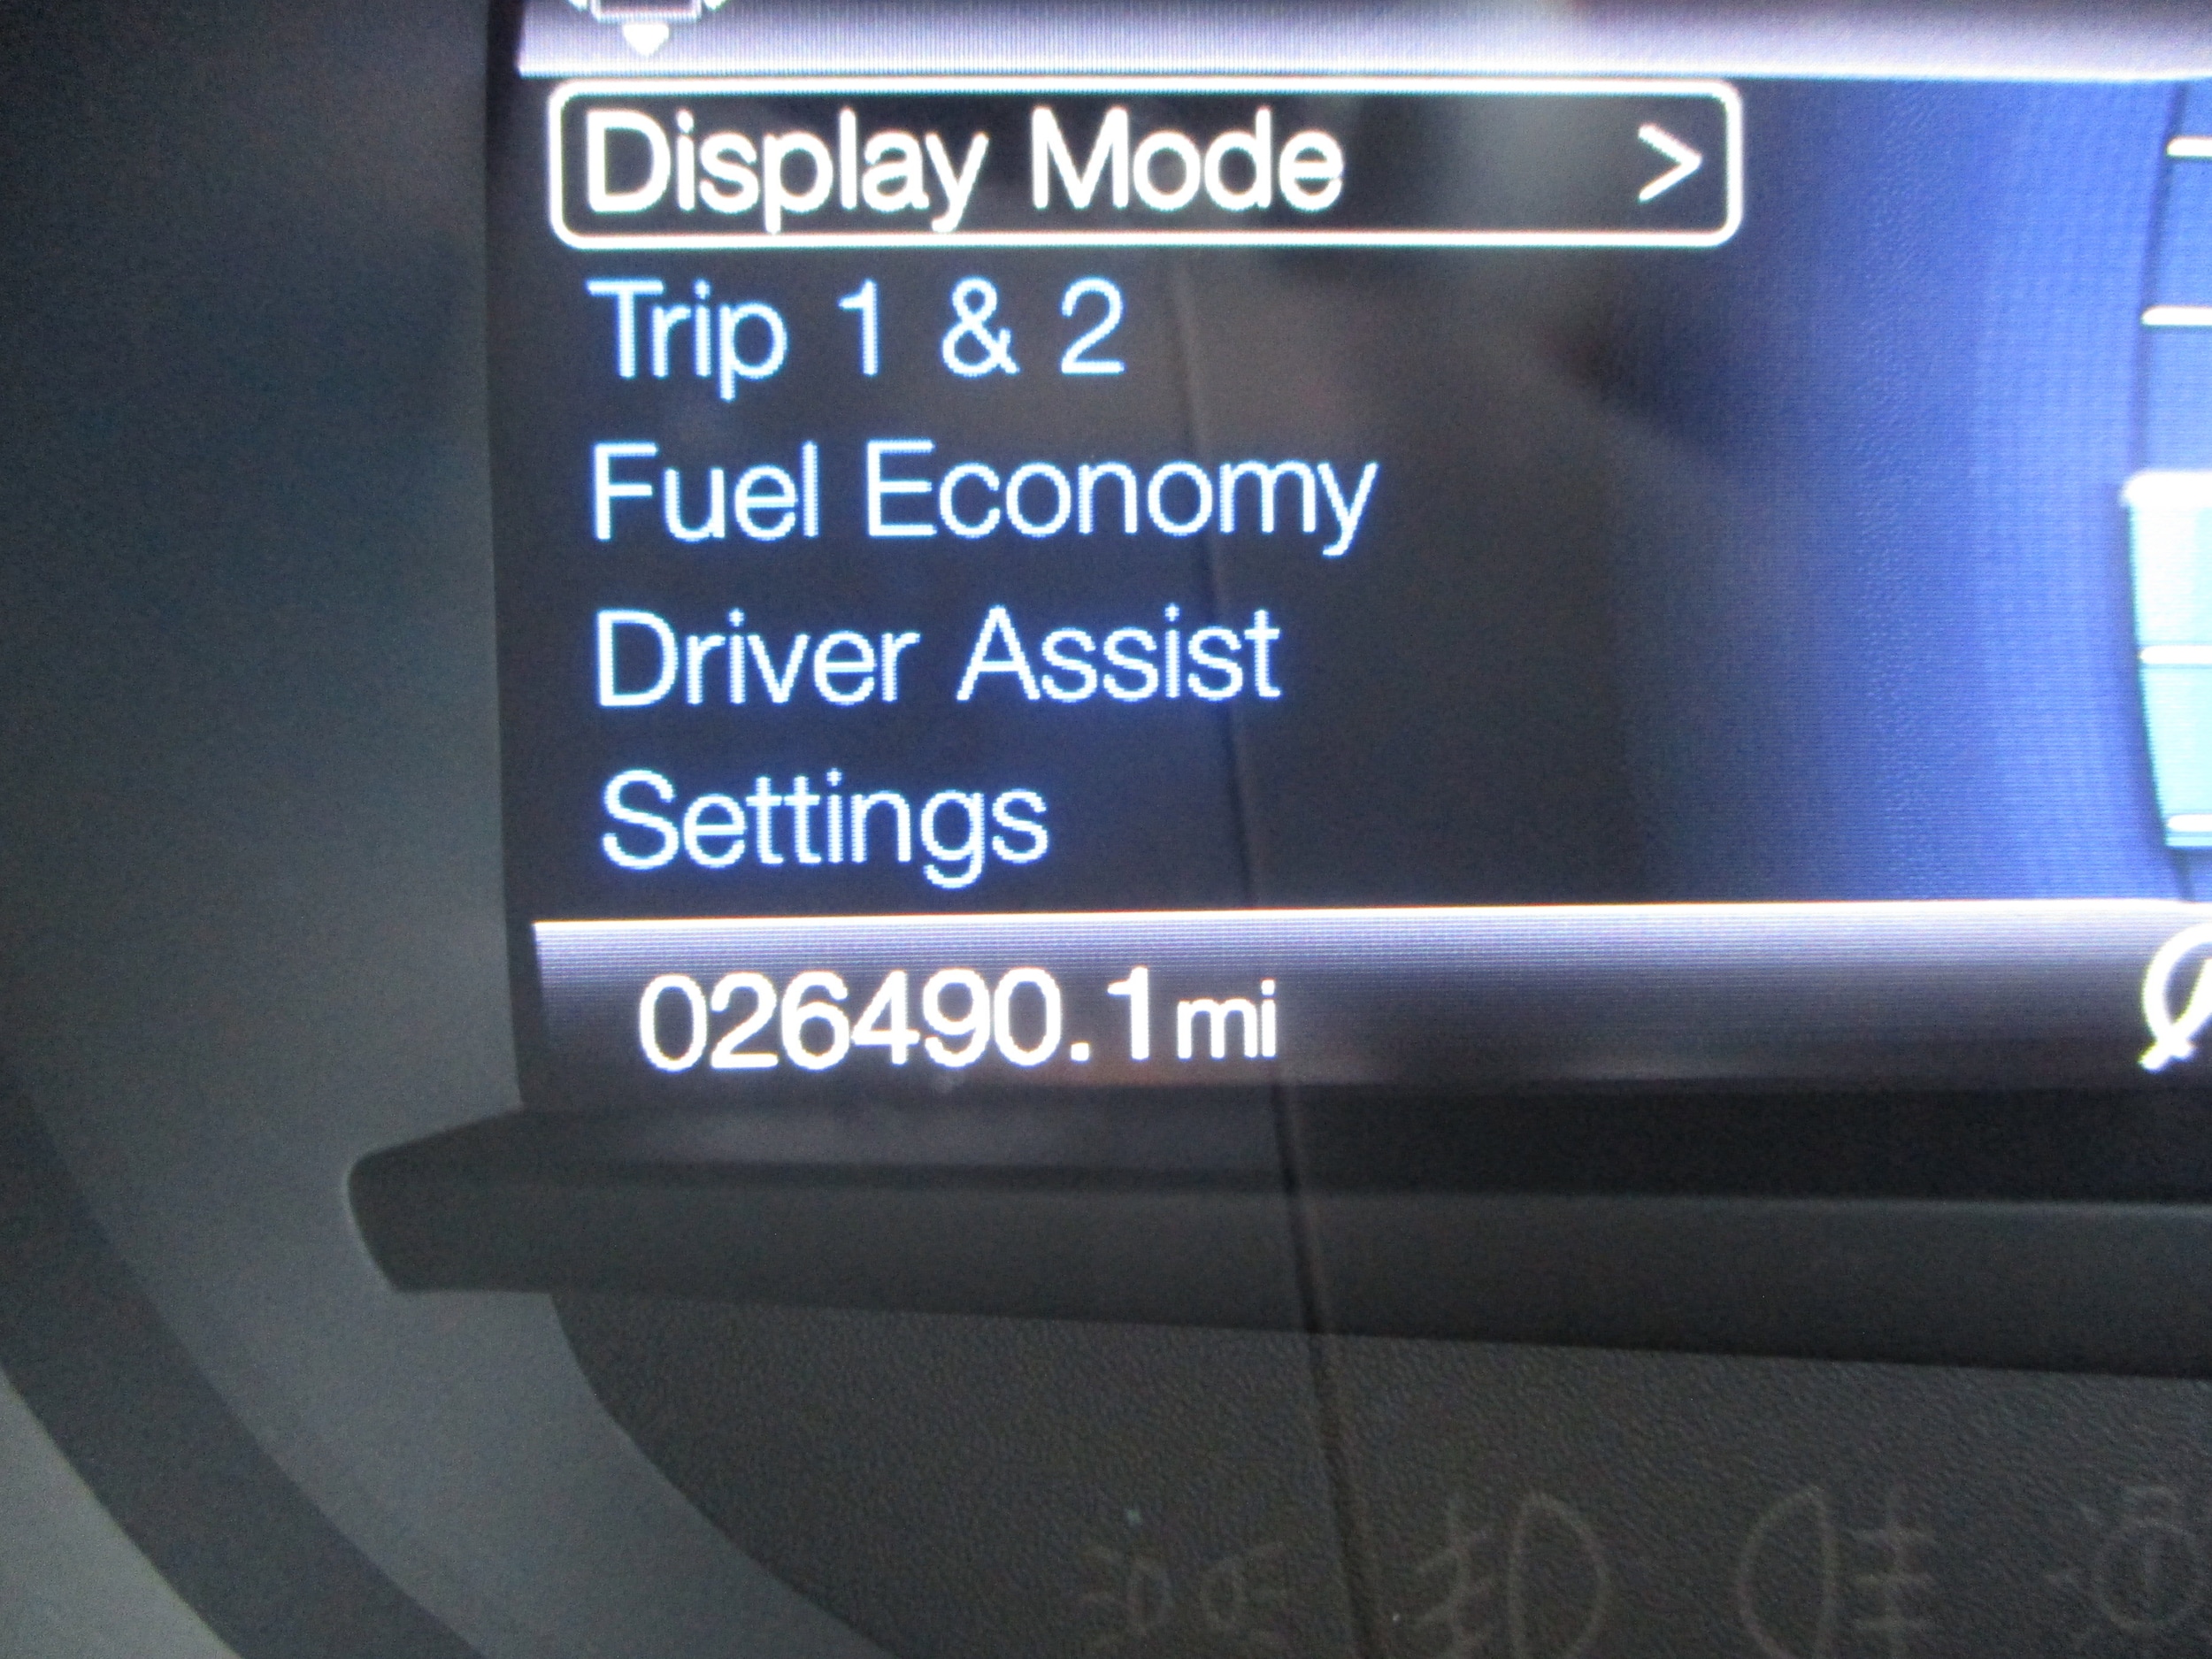 Display Mode >
Trip 1 & 2
Fuel Economy
Driver Assist
Settings
026490.1mi